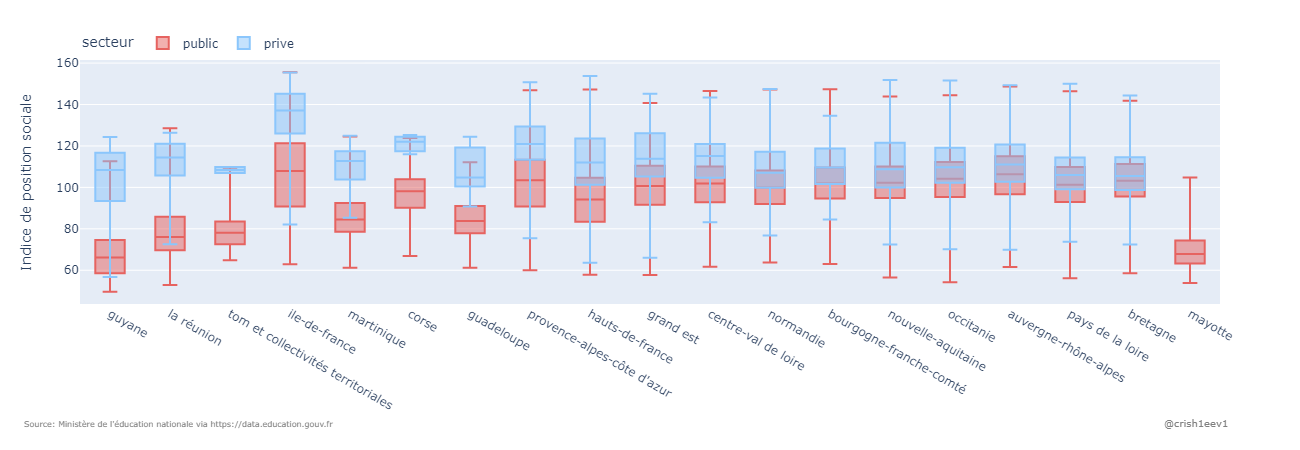 secteur public prive
Indice de position sociale
160
140
120
100
80
60
guyane
la réunion
tom et collectivités territoriales
ile-de-france
martinique
corse
guadeloupe
provence-alpes-côte d'azur
hauts-de-france
grand est
centre-val de loire
normandie
bourgogne-franche-comté
nouvelle-aquitaine
occitanie
auvergne-rhône-alpes
pays de la loire
bretagne
mayotte
Source: Ministère de l'éducation nationale via https://data.education.gouv.fr
@crish1eev1